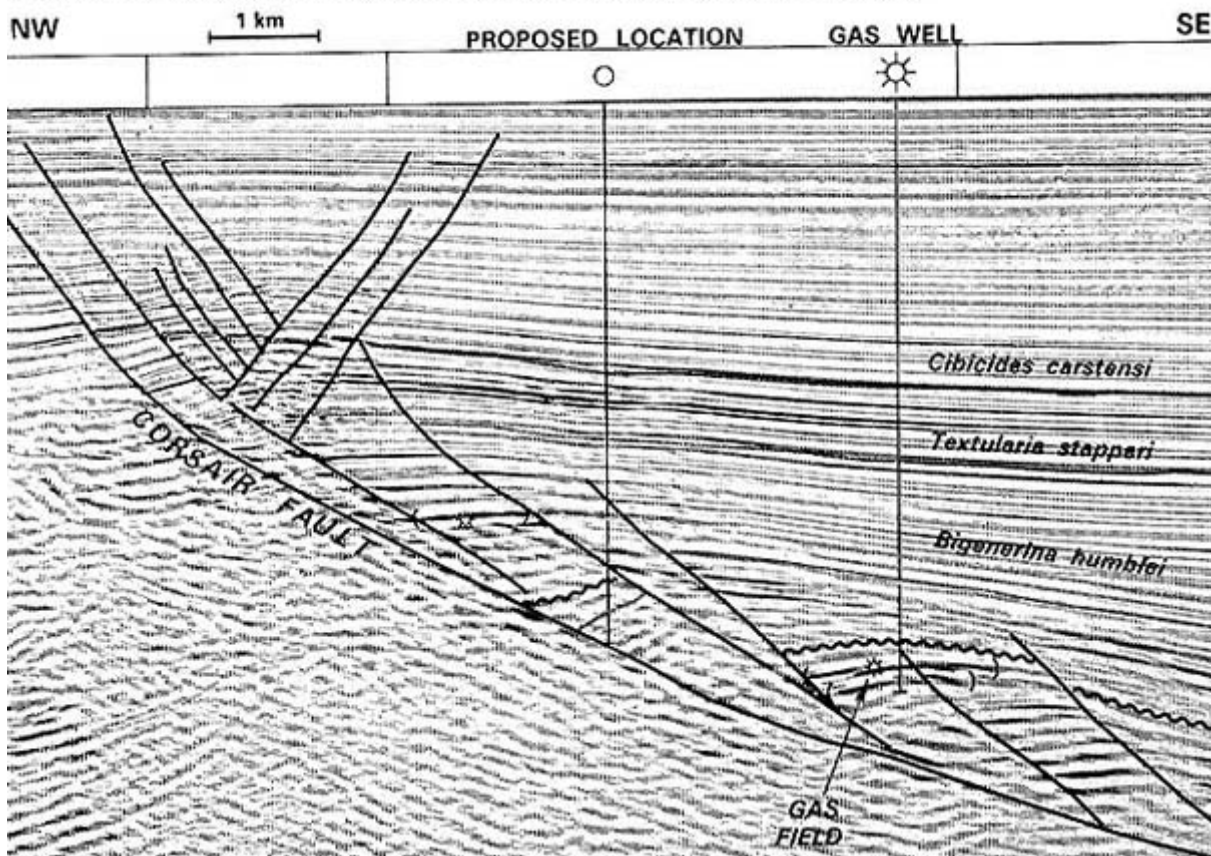 NW
1 km
PROPOSED LOCATION
GAS WELL
SE
Cibicides carstensi
Textularia stapperi
Bigenerina humblei
CORSAIR FAULT
GAS
FIELD